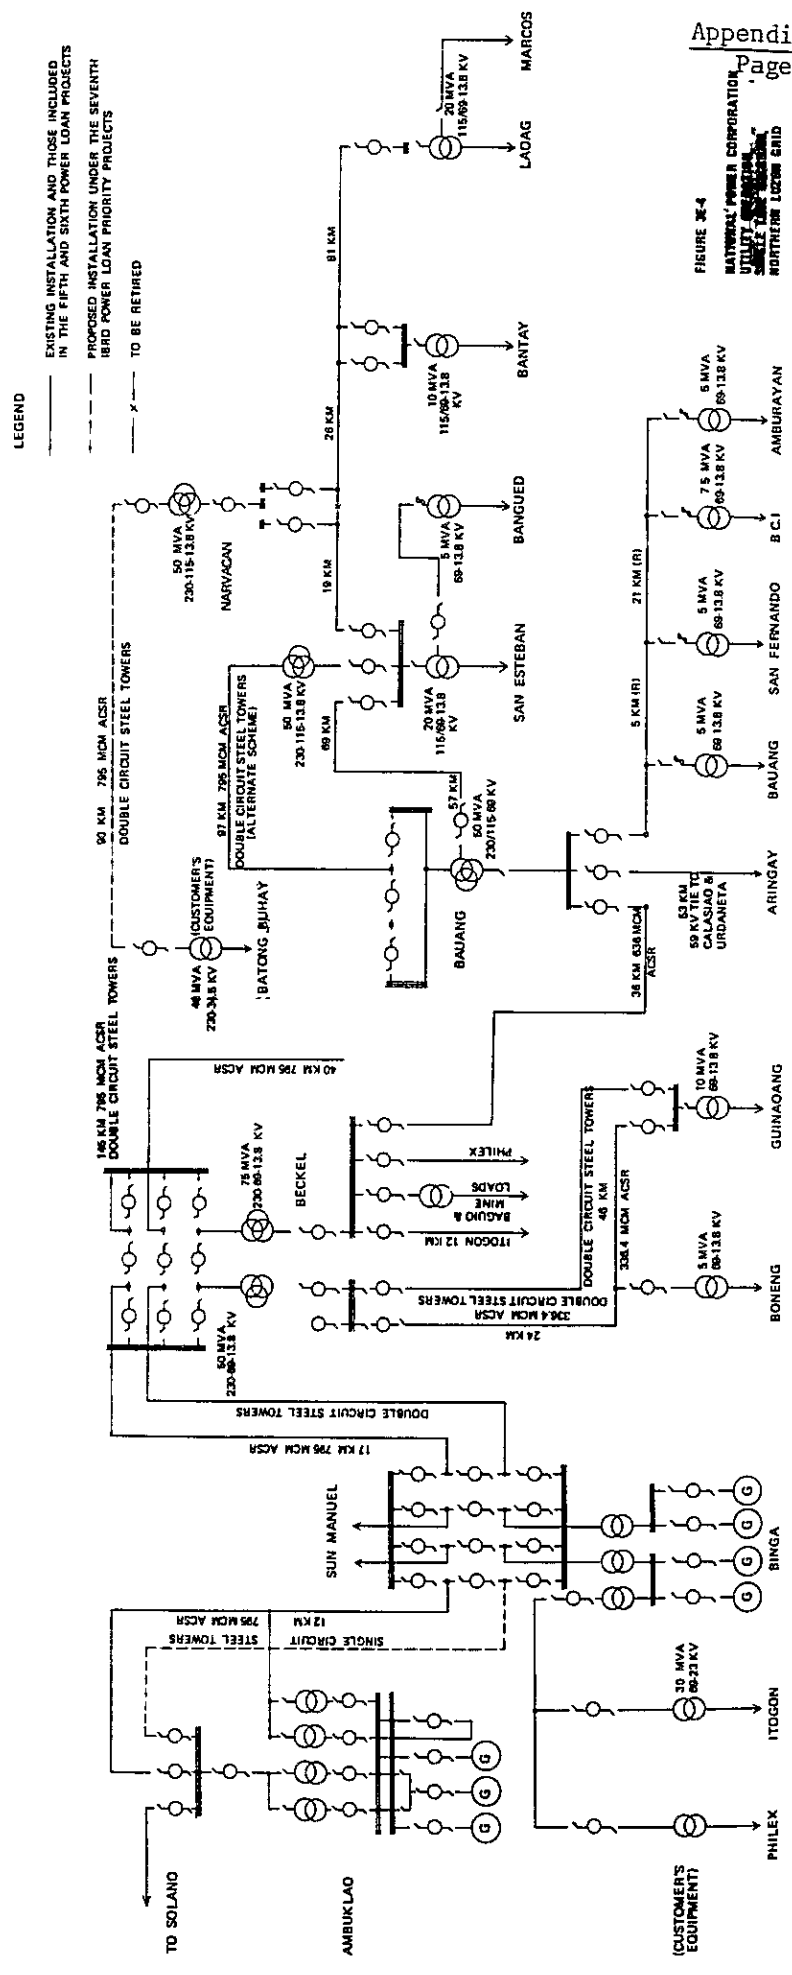 Appendi
Page
LEGEND
EXISTING INSTALLATION AND THOSE INCLUDED
IN THE FIFTH AND SIXTH POWER LOAN PROJECTS
PROPOSED INSTALLATION UNDER THE SEVENTH
IBRD POWER LOAN PRIORITY PROJECTS
TO BE RETIRED
FIGURE 3E-4
NATIONAL POWER CORPORATION
UTILITY
NORTHERN LUZON GRID
MARCOS
20 MVA
115/69-13.8 KV
LAOAG
81 KM
10 MVA
115/69-13.8
KV
BANTAY
26 KM
50 MVA
230-115-13.8 KV
NARVACAN
19 KM
5 MVA
69-13.8 KV
BANGUED
50 MVA
230-115-13.8 KV
20 MVA
115/69-13.8
KV
SAN ESTEBAN
69 KM
90 KM 795 MCM ACSR
DOUBLE CIRCUIT STEEL TOWERS
97 KM 795 MCM ACSR
DOUBLE CIRCUIT STEEL TOWERS
(ALTERNATE SCHEME)
57 KM
50 MVA
230/115-69 KV
BAUANG
46 MVA (CUSTOMER'S
230-34.5 KV EQUIPMENT)
BATONG BUHAY
5 MVA
69-13.8 KV
AMBURAYAN
7.5 MVA
69-13.8 KV
B.C.I
21 KM (R)
5 MVA
69-13.8 KV
SAN FERNANDO
5 KM (R)
5 MVA
69 13.8 KV
BAUANG
53 KM
59 KV TIE TO
CALASIAO &
URDANETA
ARINGAY
36 KM 636 MCM
ACSR
146 KM 795 MCM ACSR
DOUBLE CIRCUIT STEEL TOWERS
40 KM 795 MCM ACSR
75 MVA
230-69-13.8 KV
BECKEL
PHILEX
BAGUIO &
MINE
LOADS
ITOGON 12 KM
50 MVA
230-69-13.8 KV
DOUBLE CIRCUIT STEEL TOWERS
46 KM
336.4 MCM ACSR
10 MVA
69-13.8 KV
GUINAOANG
DOUBLE CIRCUIT STEEL TOWERS
336.4 MCM ACSR
24 KM
5 MVA
69-13.8 KV
BONENG
DOUBLE CIRCUIT STEEL TOWERS
17 KM 795 MCM ACSR
SUN MANUEL
G
G
G
G
BINGA
12 KM
795 MCM ACSR
SINGLE CIRCUIT STEEL TOWERS
30 MVA
69-23 KV
ITOGON
PHILEX
(CUSTOMER'S
EQUIPMENT)
TO SOLANO
AMBUKLAO
G
G
G